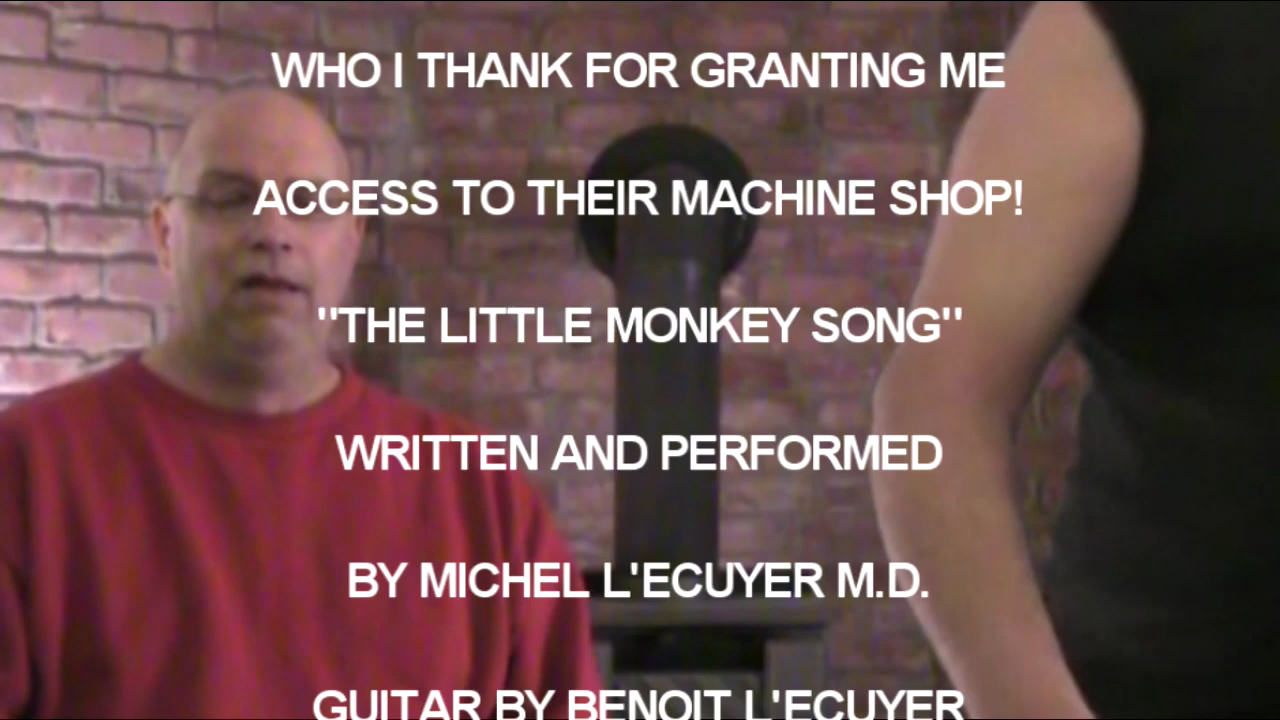 WHO I THANK FOR GRANTING ME
ACCESS TO THEIR MACHINE SHOP!
"THE LITTLE MONKEY SONG"
WRITTEN AND PERFORMED
BY MICHEL L'ECUYER M.D.
GUITAR BY BENOIT L'ECUYER